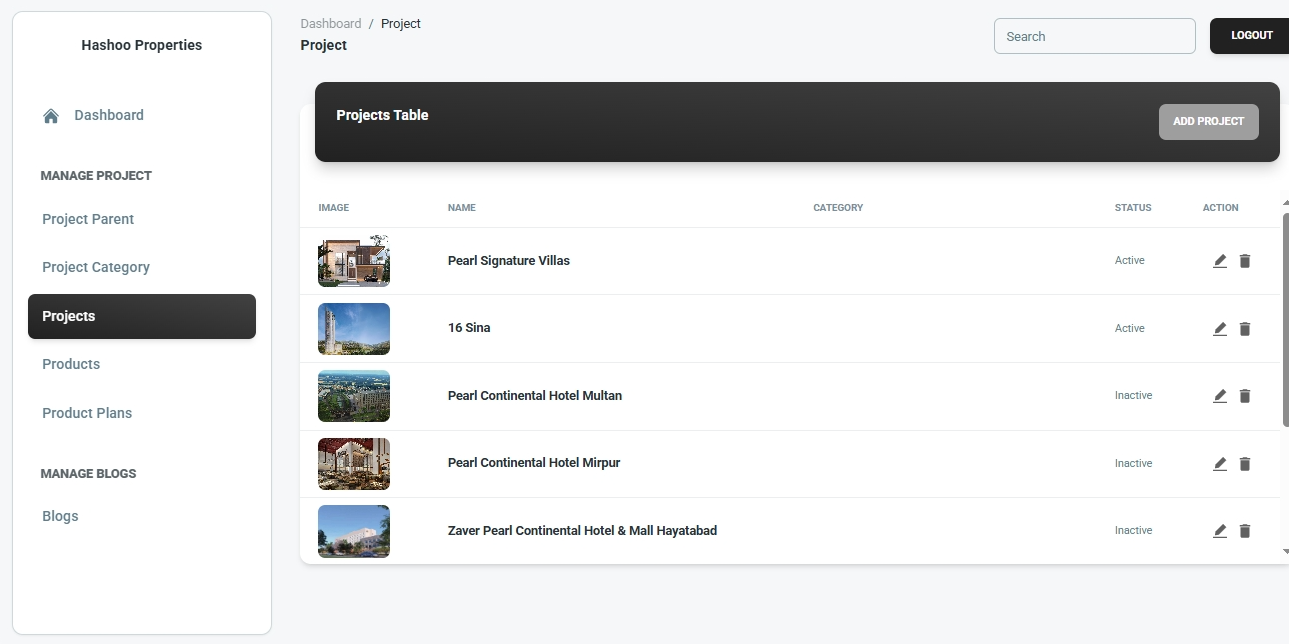 Hashoo Properties
Dashboard
MANAGE PROJECT
Project Parent
Project Category
Projects
Products
Product Plans
MANAGE BLOGS
Blogs
Dashboard / Project
Project
Search
LOGOUT
Projects Table
ADD PROJECT
IMAGE NAME CATEGORY STATUS ACTION
Pearl Signature Villas Active
16 Sina Active
Pearl Continental Hotel Multan Inactive
Pearl Continental Hotel Mirpur Inactive
Zaver Pearl Continental Hotel & Mall Hayatabad Inactive